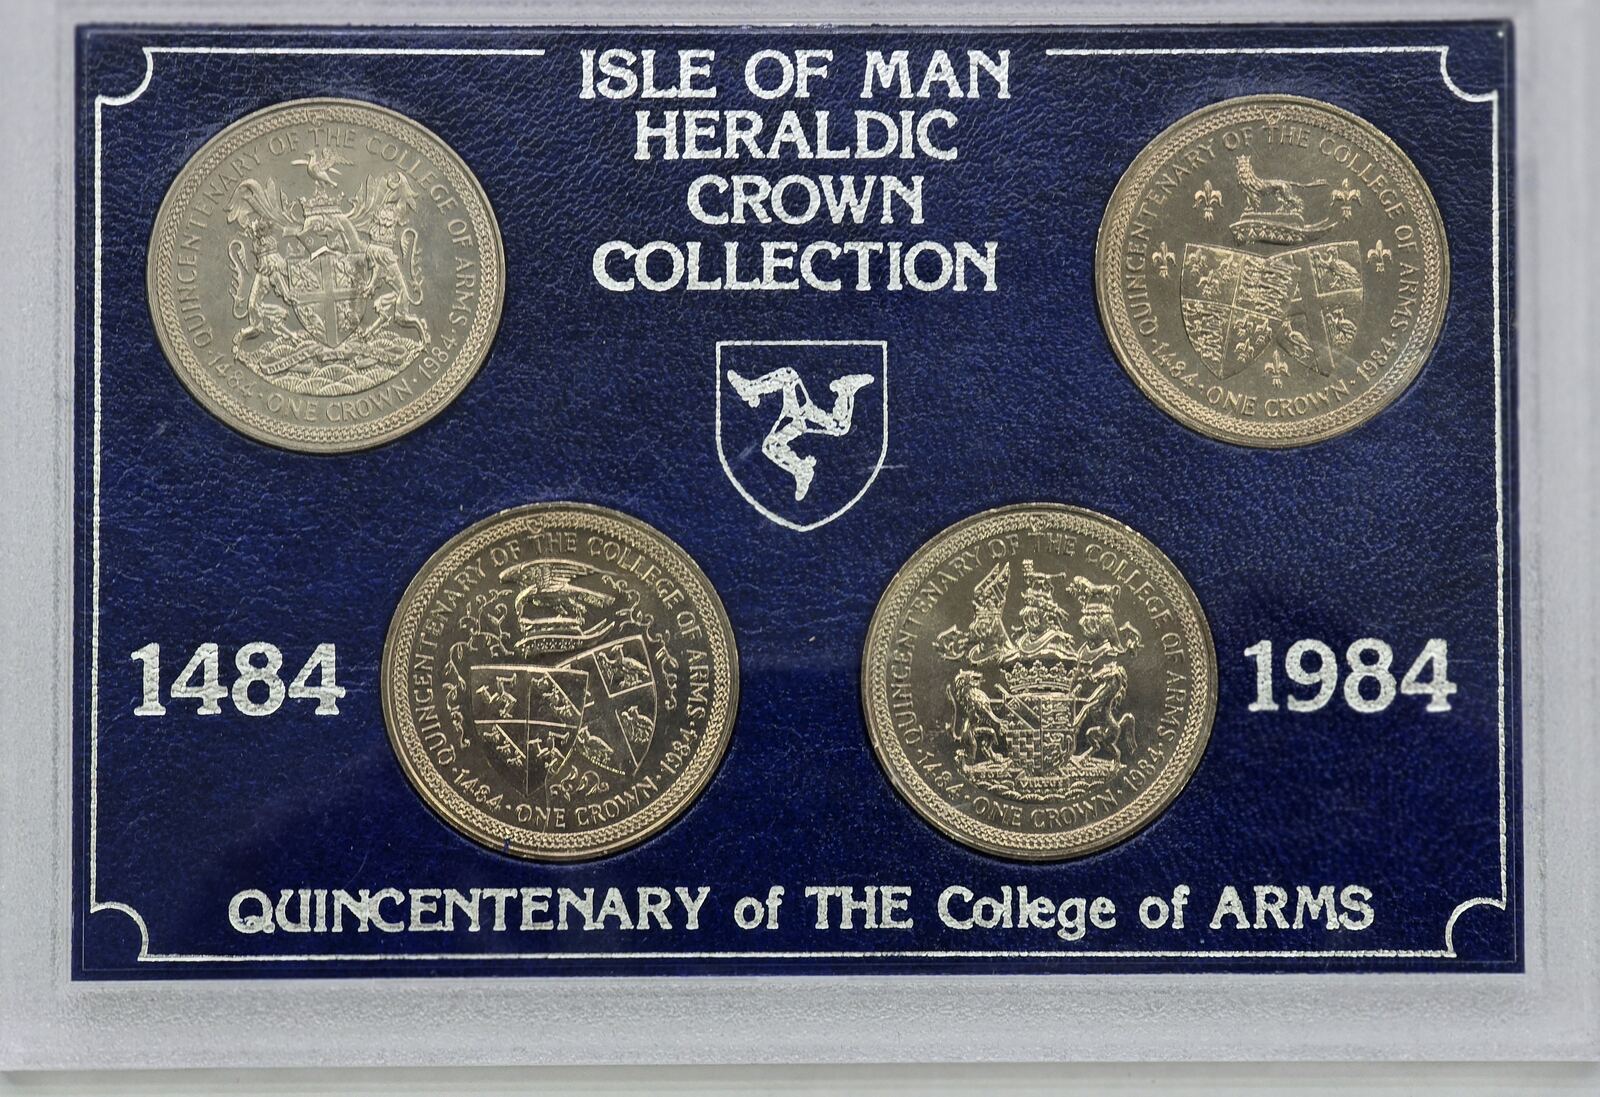 ISLE OF MAN
HERALDIC
CROWN
COLLECTION
QUINCENTENARY OF THE COLLEGE OF ARMS
· 1484 · ONE CROWN · 1984 ·
QUINCENTENARY OF THE COLLEGE OF ARMS
· 1484 · ONE CROWN · 1984 ·
1484
QUINCENTENARY OF THE COLLEGE OF ARMS
· 1484 · ONE CROWN · 1984 ·
QUINCENTENARY OF THE COLLEGE OF ARMS
· 1484 · ONE CROWN · 1984 ·
1984
QUINCENTENARY of THE College of ARMS